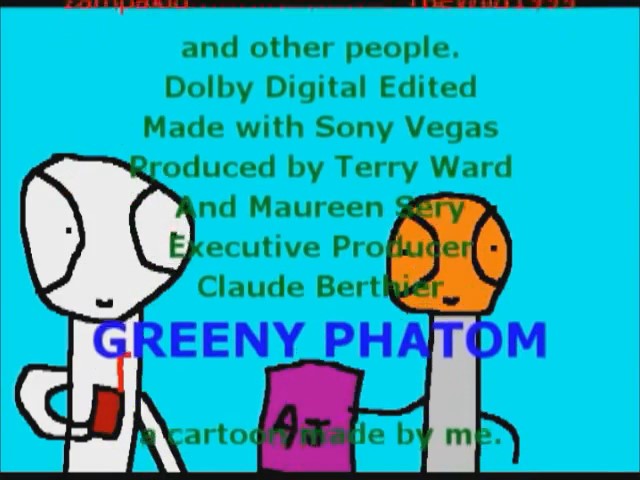 and other people.
Dolby Digital Edited
Made with Sony Vegas
Produced by Terry Ward
And Maureen Sery
Executive Producer
Claude Berthier
GREENY PHATOM
a cartoon made by me.